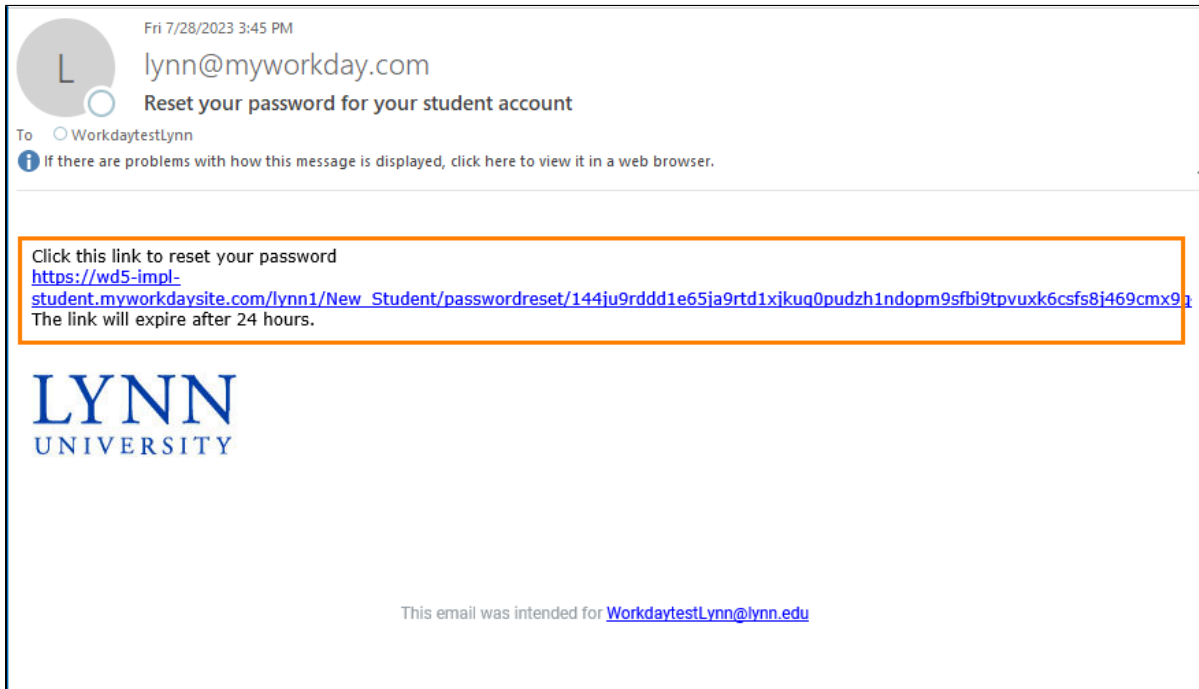 Fri 7/28/2023 3:45 PM
L
lynn@myworkday.com
Reset your password for your student account
To WorkdaytestLynn
If there are problems with how this message is displayed, click here to view it in a web browser.
Click this link to reset your password
https://wd5-impl-
student.myworkdaysite.com/lynn1/New_Student/passwordreset/144ju9rddd1e65ja9rtd1xjkuq0pudzh1ndopm9sfbi9tpvuxk6csfs8j469cmx9q
The link will expire after 24 hours.
LYNN
UNIVERSITY
This email was intended for WorkdaytestLynn@lynn.edu